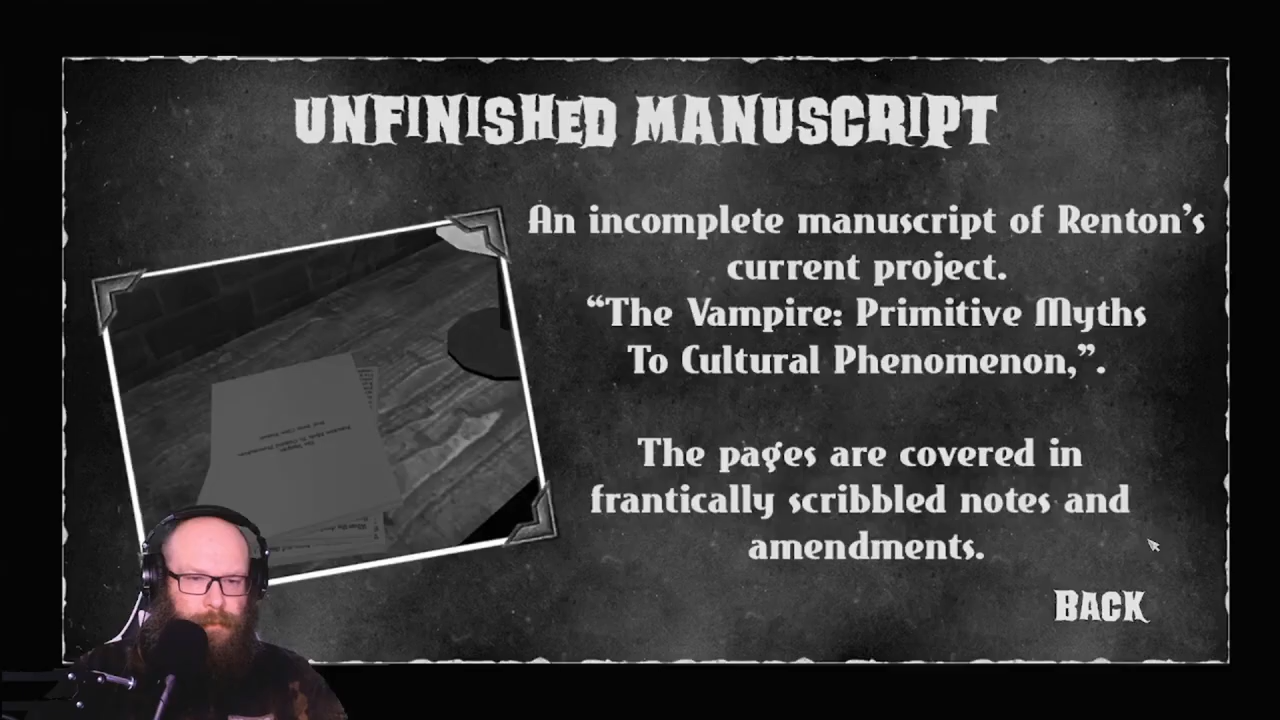 UNFINISHED MANUSCRIPT
An incomplete manuscript of Renton's
current project.
“The Vampire: Primitive Myths
To Cultural Phenomenon,”.
The pages are covered in
frantically scribbled notes and
amendments.
BACK